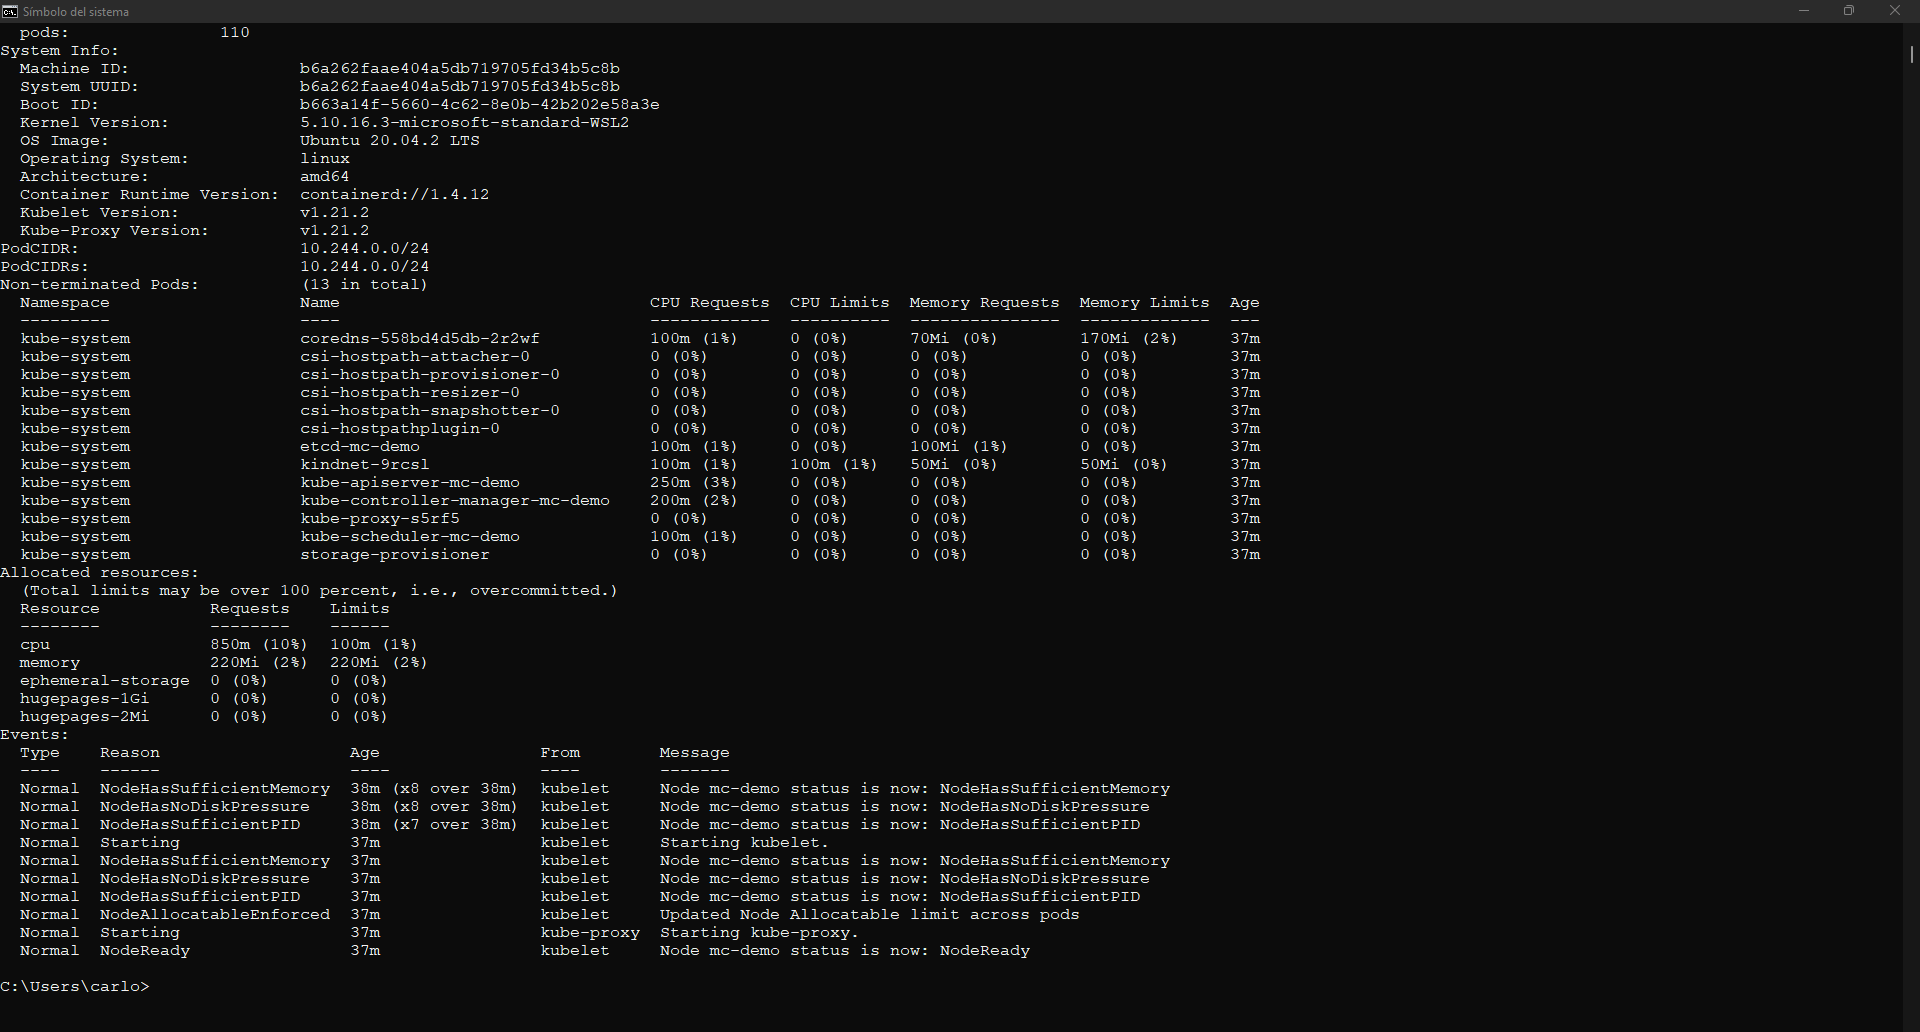 Símbolo del sistema
pods: 110
System Info:
Machine ID: b6a262faae404a5db719705fd34b5c8b
System UUID: b6a262faae404a5db719705fd34b5c8b
Boot ID: b663a14f-5660-4c62-8e0b-42b202e58a3e
Kernel Version: 5.10.16.3-microsoft-standard-WSL2
OS Image: Ubuntu 20.04.2 LTS
Operating System: linux
Architecture: amd64
Container Runtime Version: containerd://1.4.12
Kubelet Version: v1.21.2
Kube-Proxy Version: v1.21.2
PodCIDR: 10.244.0.0/24
PodCIDRs: 10.244.0.0/24
Non-terminated Pods: (13 in total)
Namespace Name CPU Requests CPU Limits Memory Requests Memory Limits Age
--------- ---- ------------ ---------- --------------- ------------- ---
kube-system coredns-558bd4d5db-2r2wf 100m (1%) 0 (0%) 70Mi (0%) 170Mi (2%) 37m
kube-system csi-hostpath-attacher-0 0 (0%) 0 (0%) 0 (0%) 0 (0%) 37m
kube-system csi-hostpath-provisioner-0 0 (0%) 0 (0%) 0 (0%) 0 (0%) 37m
kube-system csi-hostpath-resizer-0 0 (0%) 0 (0%) 0 (0%) 0 (0%) 37m
kube-system csi-hostpath-snapshotter-0 0 (0%) 0 (0%) 0 (0%) 0 (0%) 37m
kube-system csi-hostpathplugin-0 0 (0%) 0 (0%) 0 (0%) 0 (0%) 37m
kube-system etcd-mc-demo 100m (1%) 0 (0%) 100Mi (1%) 0 (0%) 37m
kube-system kindnet-9rcsl 100m (1%) 100m (1%) 50Mi (0%) 50Mi (0%) 37m
kube-system kube-apiserver-mc-demo 250m (3%) 0 (0%) 0 (0%) 0 (0%) 37m
kube-system kube-controller-manager-mc-demo 200m (2%) 0 (0%) 0 (0%) 0 (0%) 37m
kube-system kube-proxy-s5rf5 0 (0%) 0 (0%) 0 (0%) 0 (0%) 37m
kube-system kube-scheduler-mc-demo 100m (1%) 0 (0%) 0 (0%) 0 (0%) 37m
kube-system storage-provisioner 0 (0%) 0 (0%) 0 (0%) 0 (0%) 37m
Allocated resources:
(Total limits may be over 100 percent, i.e., overcommitted.)
Resource Requests Limits
-------- -------- ------
cpu 850m (10%) 100m (1%)
memory 220Mi (2%) 220Mi (2%)
ephemeral-storage 0 (0%) 0 (0%)
hugepages-1Gi 0 (0%) 0 (0%)
hugepages-2Mi 0 (0%) 0 (0%)
Events:
Type Reason Age From Message
---- ------ ---- ---- -------
Normal NodeHasSufficientMemory 38m (x8 over 38m) kubelet Node mc-demo status is now: NodeHasSufficientMemory
Normal NodeHasNoDiskPressure 38m (x8 over 38m) kubelet Node mc-demo status is now: NodeHasNoDiskPressure
Normal NodeHasSufficientPID 38m (x7 over 38m) kubelet Node mc-demo status is now: NodeHasSufficientPID
Normal Starting 37m kubelet Starting kubelet.
Normal NodeHasSufficientMemory 37m kubelet Node mc-demo status is now: NodeHasSufficientMemory
Normal NodeHasNoDiskPressure 37m kubelet Node mc-demo status is now: NodeHasNoDiskPressure
Normal NodeHasSufficientPID 37m kubelet Node mc-demo status is now: NodeHasSufficientPID
Normal NodeAllocatableEnforced 37m kubelet Updated Node Allocatable limit across pods
Normal Starting 37m kube-proxy Starting kube-proxy.
Normal NodeReady 37m kubelet Node mc-demo status is now: NodeReady
C:\Users\carlo>